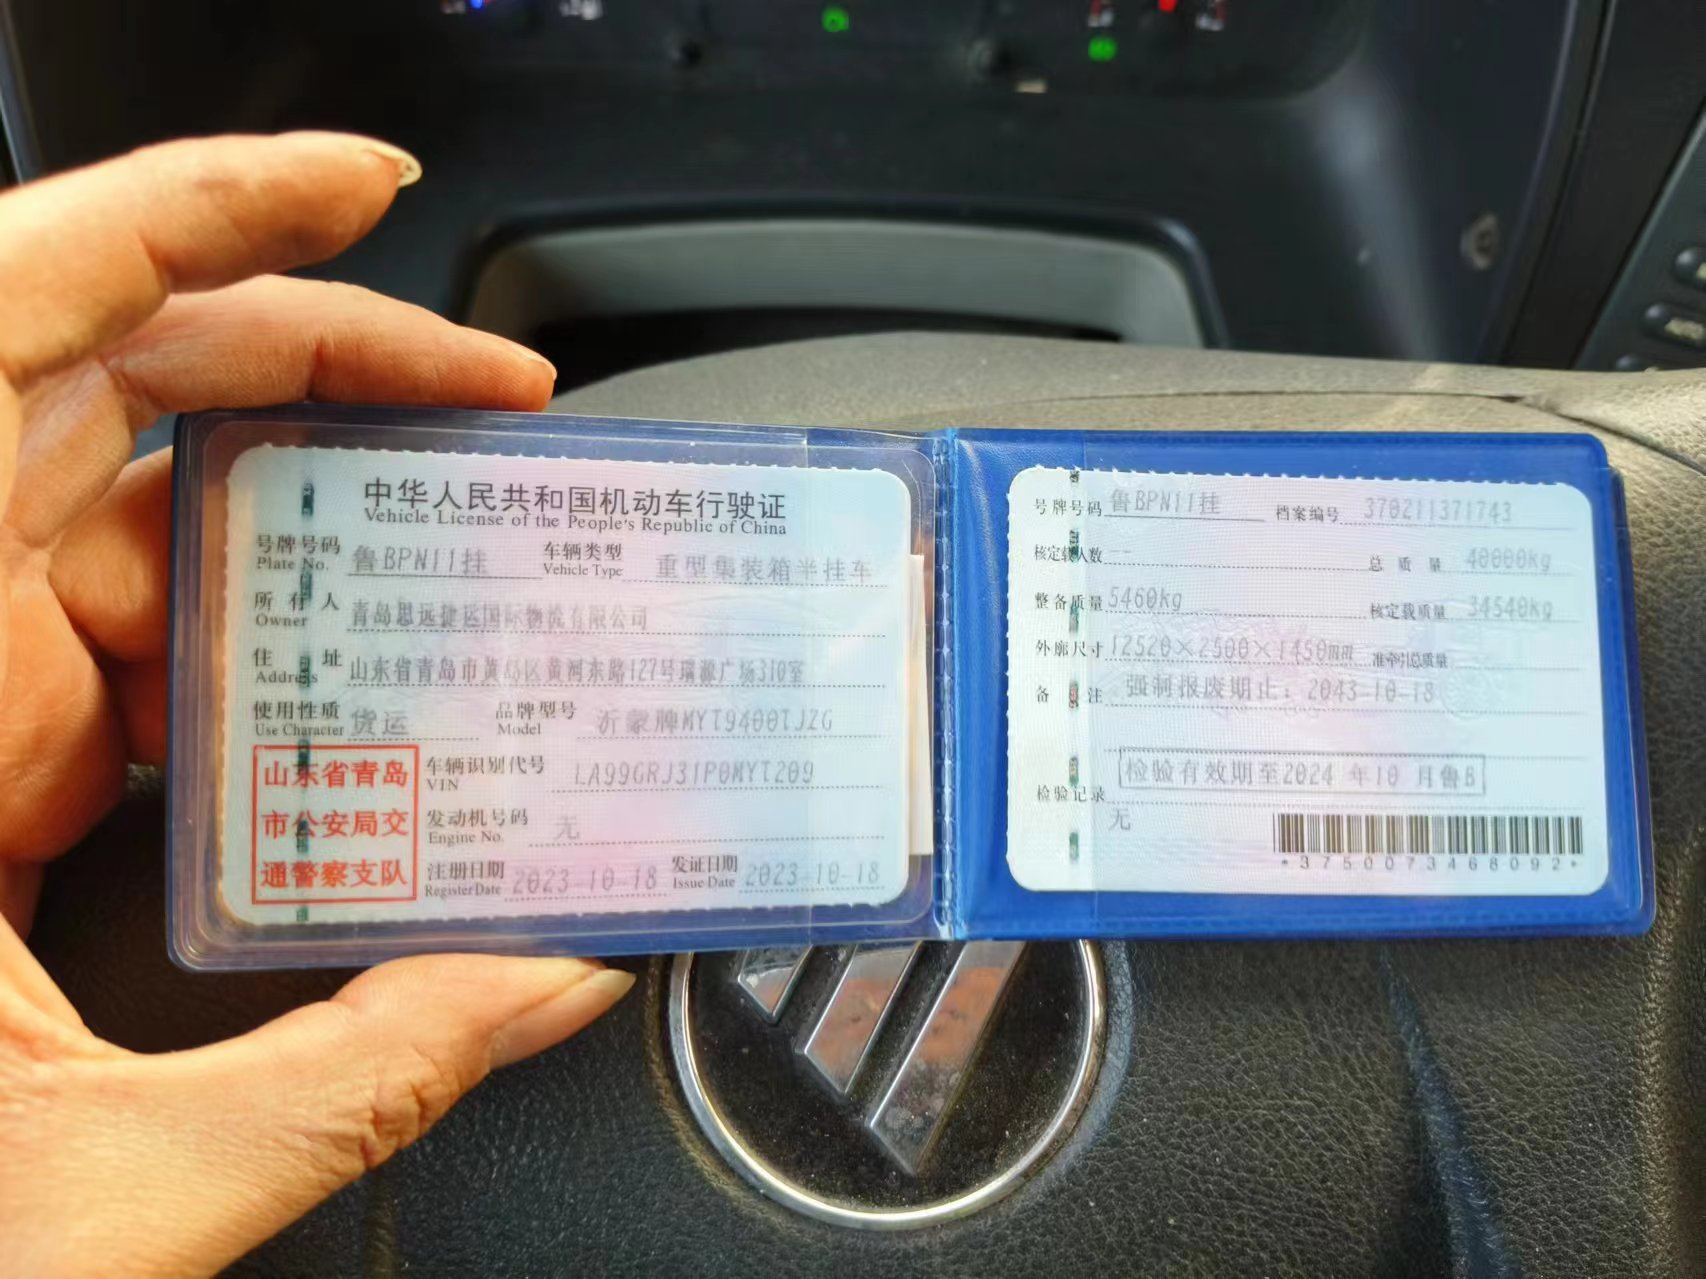 中华人民共和国机动车行驶证
Vehicle License of the People's Republic of China
号牌号码 鲁BPN11挂 车辆类型 重型集装箱半挂车
Plate No. Vehicle Type
所有人 青岛思远捷运国际物流有限公司
Owner
住址 山东省青岛市黄岛区黄河东路127号瑞源广场310室
Address
使用性质 货运 品牌型号 沂蒙牌MYT9400TJZG
Use Character Model
山东省青岛
市公安局交
通警察支队
车辆识别代号 LA99GRJ31P0MYT209
VIN
发动机号码 无
Engine No.
注册日期 2023-10-18 发证日期 2023-10-18
Register Date Issue Date
号牌号码 鲁BPN11挂 档案编号 370211371743
核定载人数 -- 总质量 40000kg
整备质量 5460kg 核定载质量 34540kg
外廓尺寸 12520×2500×1450mm 准牵引总质量
备注 强制报废期止：2043-10-18
检验有效期至2024 年10 月鲁B
检验记录
无
*3750073468092*